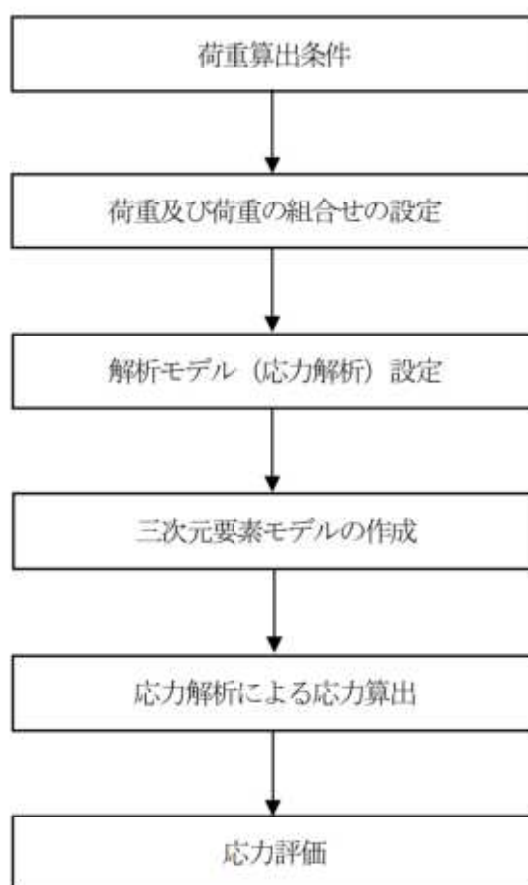 荷重算出条件
荷重及び荷重の組合せの設定
解析モデル（応力解析）設定
三次元要素モデルの作成
応力解析による応力算出
応力評価